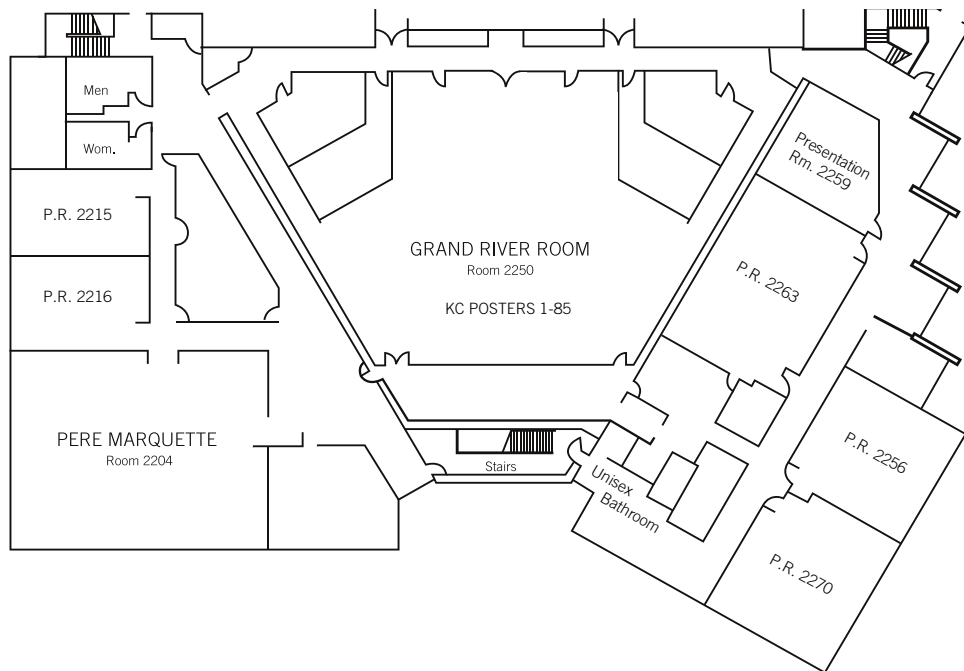 Men
Wom.
P.R. 2215
P.R. 2216
PERE MARQUETTE
Room 2204
GRAND RIVER ROOM
Room 2250
KC POSTERS 1-85
Stairs
Unisex
Bathroom
Presentation
Rm. 2259
P.R. 2263
P.R. 2256
P.R. 2270